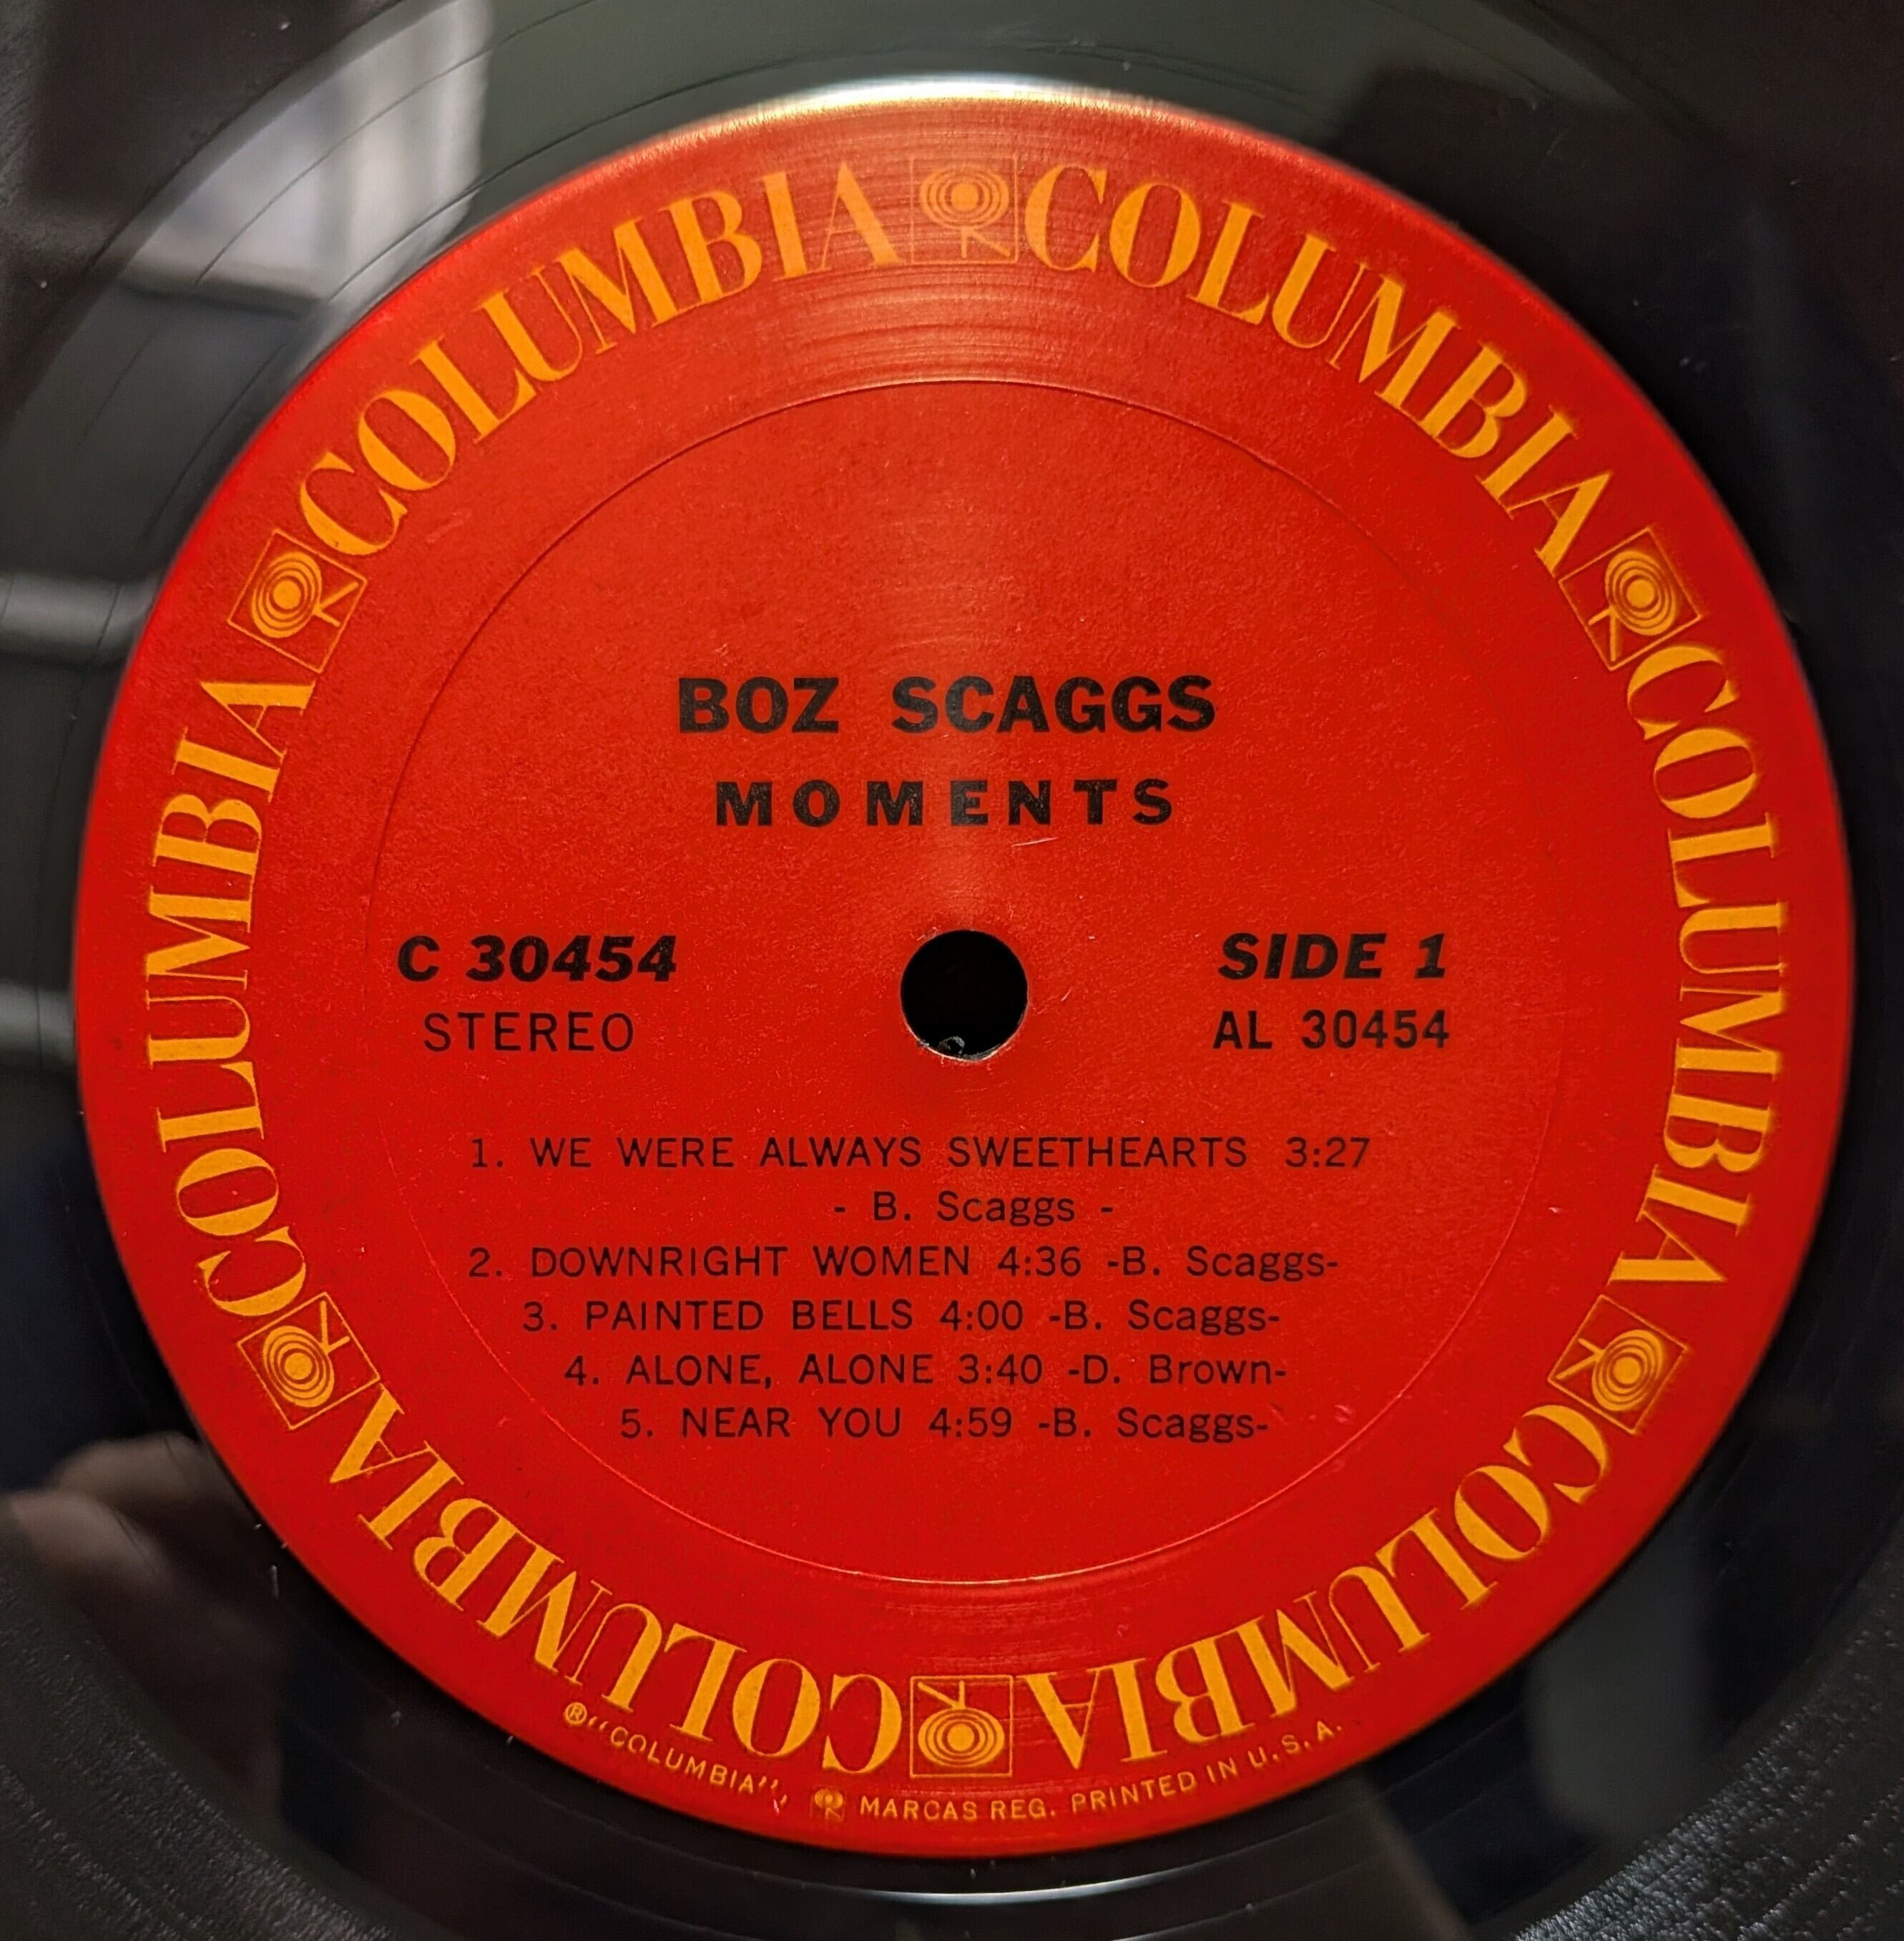 COLUMBIA COLUMBIA COLUMBIA COLUMBIA COLUMBIA COLUMBIA
BOZ SCAGGS
MOMENTS
C 30454 SIDE 1
STEREO AL 30454
1. WE WERE ALWAYS SWEETHEARTS 3:27
- B. Scaggs -
2. DOWNRIGHT WOMEN 4:36 -B. Scaggs-
3. PAINTED BELLS 4:00 -B. Scaggs-
4. ALONE, ALONE 3:40 -D. Brown-
5. NEAR YOU 4:59 -B. Scaggs-
®"COLUMBIA", MARCAS REG. PRINTED IN U.S.A.